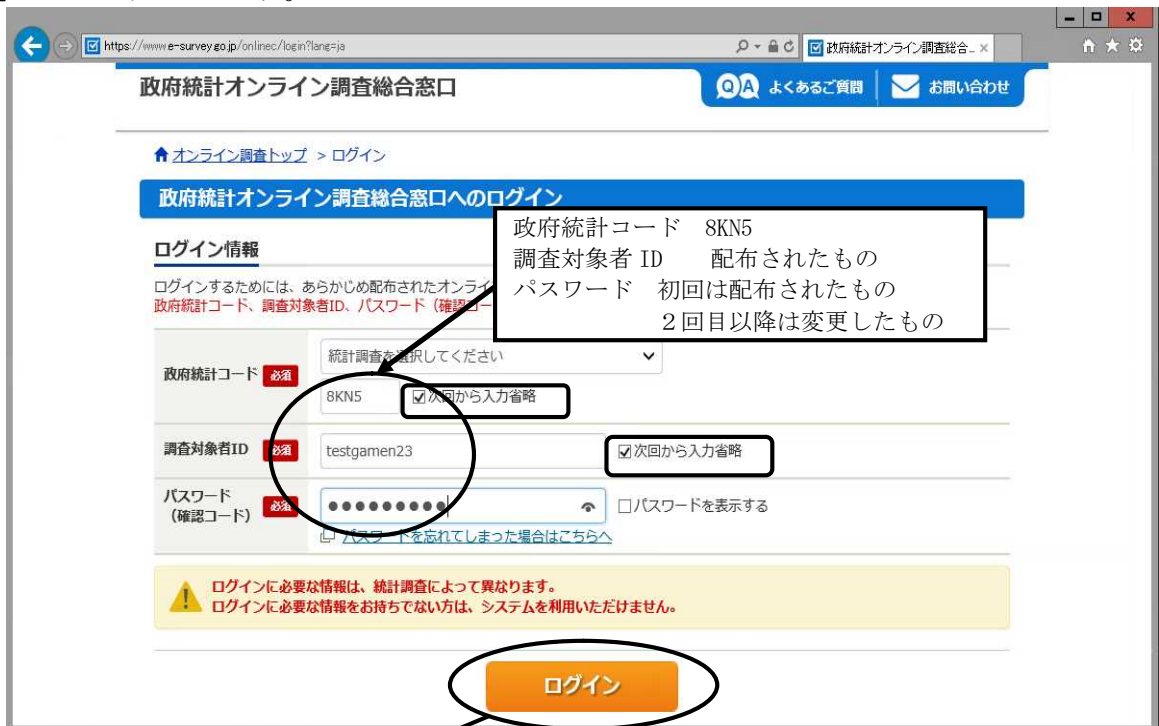 https://www.e-survey.go.jp/onlinec/login?lang=ja
政府統計オンライン調査総合...
政府統計オンライン調査総合窓口
QA よくあるご質問
お問い合わせ
オンライン調査トップ > ログイン
政府統計オンライン調査総合窓口へのログイン
政府統計コード 8KN5
調査対象者 ID 配布されたもの
パスワード 初回は配布されたもの
２回目以降は変更したもの
ログイン情報
ログインするためには、あらかじめ配布されたオンライ
政府統計コード、調査対象者ID、パスワード（確認コー
政府統計コード 必須
統計調査を選択してください
8KN5
次回から入力省略
調査対象者ID 必須
testgamen23
次回から入力省略
パスワード
（確認コード） 必須
●●●●●●●●●
パスワードを表示する
パスワードを忘れてしまった場合はこちらへ
ログインに必要な情報は、統計調査によって異なります。
ログインに必要な情報をお持ちでない方は、システムを利用いただけません。
ログイン